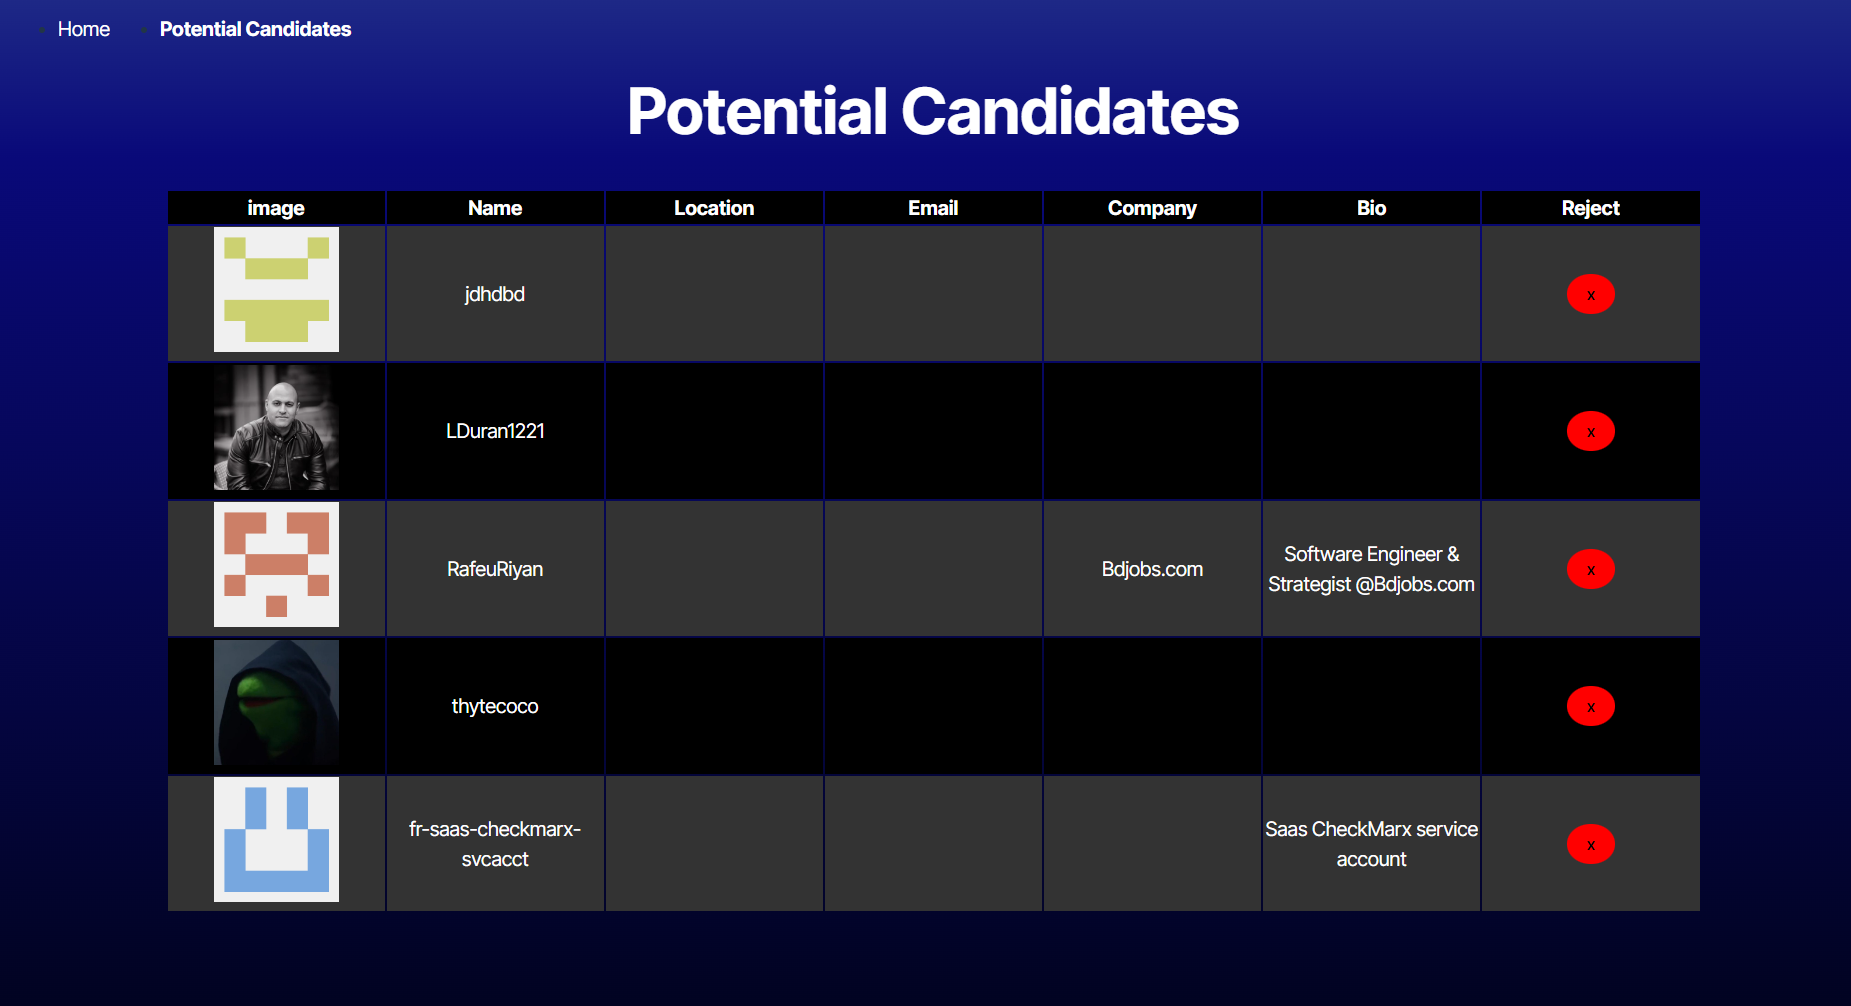 Home
Potential Candidates
Potential Candidates
image Name Location Email Company Bio Reject
jdhdbd x
LDuran1221 x
RafeuRiyan Bdjobs.com Software Engineer &
Strategist @Bdjobs.com x
thytecoco x
fr-saas-checkmarx-
svcacct
Saas CheckMarx service
account
x